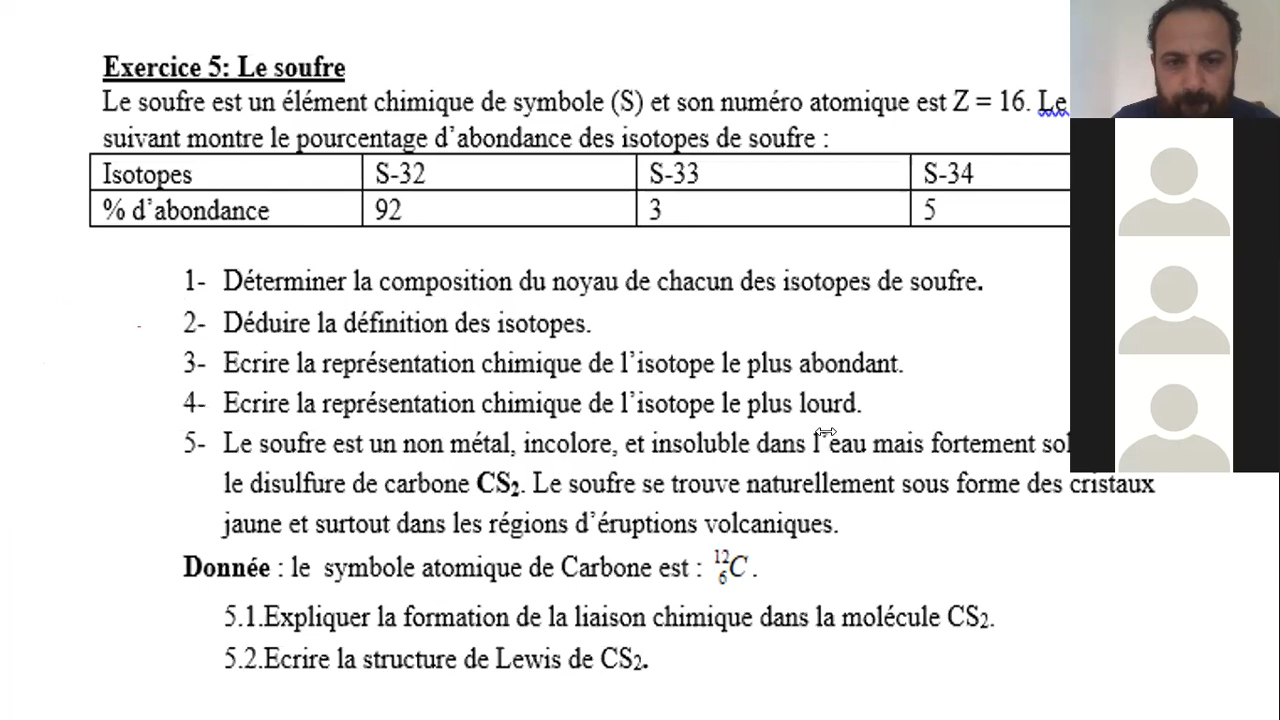 Exercice 5: Le soufre
Le soufre est un élément chimique de symbole (S) et son numéro atomique est Z = 16. Le
suivant montre le pourcentage d'abondance des isotopes de soufre :
Isotopes S-32 S-33 S-34
% d'abondance 92 3 5
1- Déterminer la composition du noyau de chacun des isotopes de soufre.
2- Déduire la définition des isotopes.
3- Ecrire la représentation chimique de l'isotope le plus abondant.
4- Ecrire la représentation chimique de l'isotope le plus lourd.
5- Le soufre est un non métal, incolore, et insoluble dans l'eau mais fortement
le disulfure de carbone CS₂. Le soufre se trouve naturellement sous forme des cristaux
jaune et surtout dans les régions d'éruptions volcaniques.
Donnée : le symbole atomique de Carbone est : ¹²₆C .
5.1.Expliquer la formation de la liaison chimique dans la molécule CS₂.
5.2.Ecrire la structure de Lewis de CS₂.